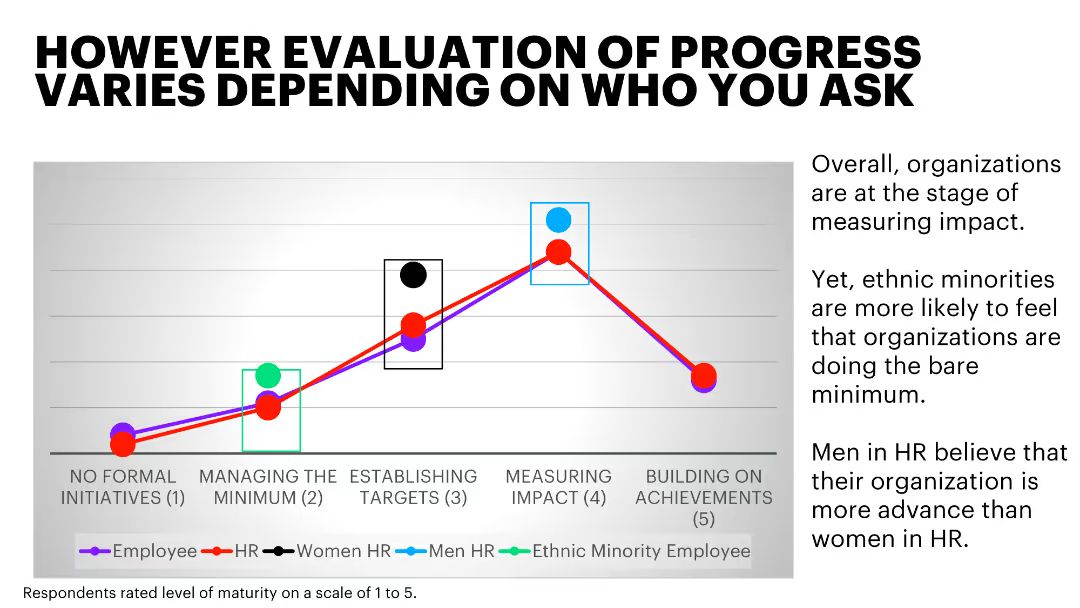 HOWEVER EVALUATION OF PROGRESS
VARIES DEPENDING ON WHO YOU ASK
Overall, organizations
are at the stage of
measuring impact.
Yet, ethnic minorities
are more likely to feel
that organizations are
doing the bare
minimum.
Men in HR believe that
their organization is
more advance than
women in HR.
NO FORMAL
INITIATIVES (1)
MANAGING THE
MINIMUM (2)
ESTABLISHING
TARGETS (3)
MEASURING
IMPACT (4)
BUILDING ON
ACHIEVEMENTS
(5)
Employee HR Women HR Men HR Ethnic Minority Employee
Respondents rated level of maturity on a scale of 1 to 5.